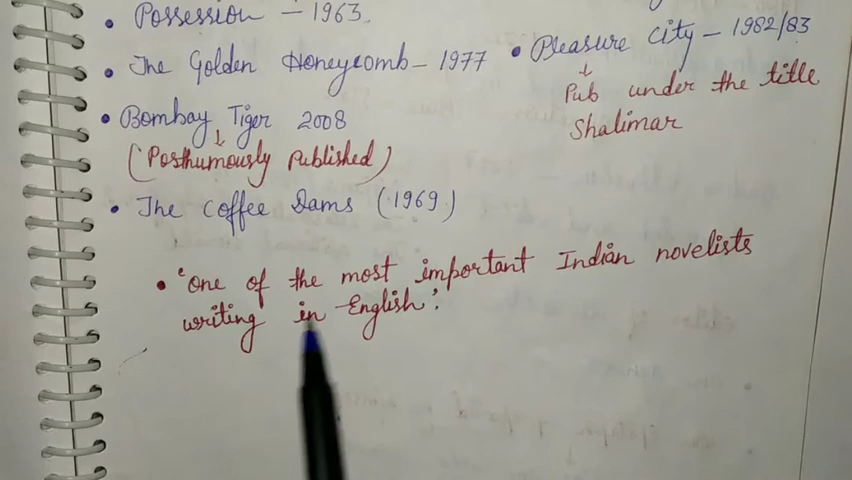 • Possession – 1963.
• The Golden Honeycomb – 1977
• Pleasure City – 1982/83
↓
Pub under the title
Shalimar
• Bombay Tiger 2008
↓
(Posthumously Published)
• The Coffee Dams (1969)
• 'One of the most important Indian novelists
writing in English'.